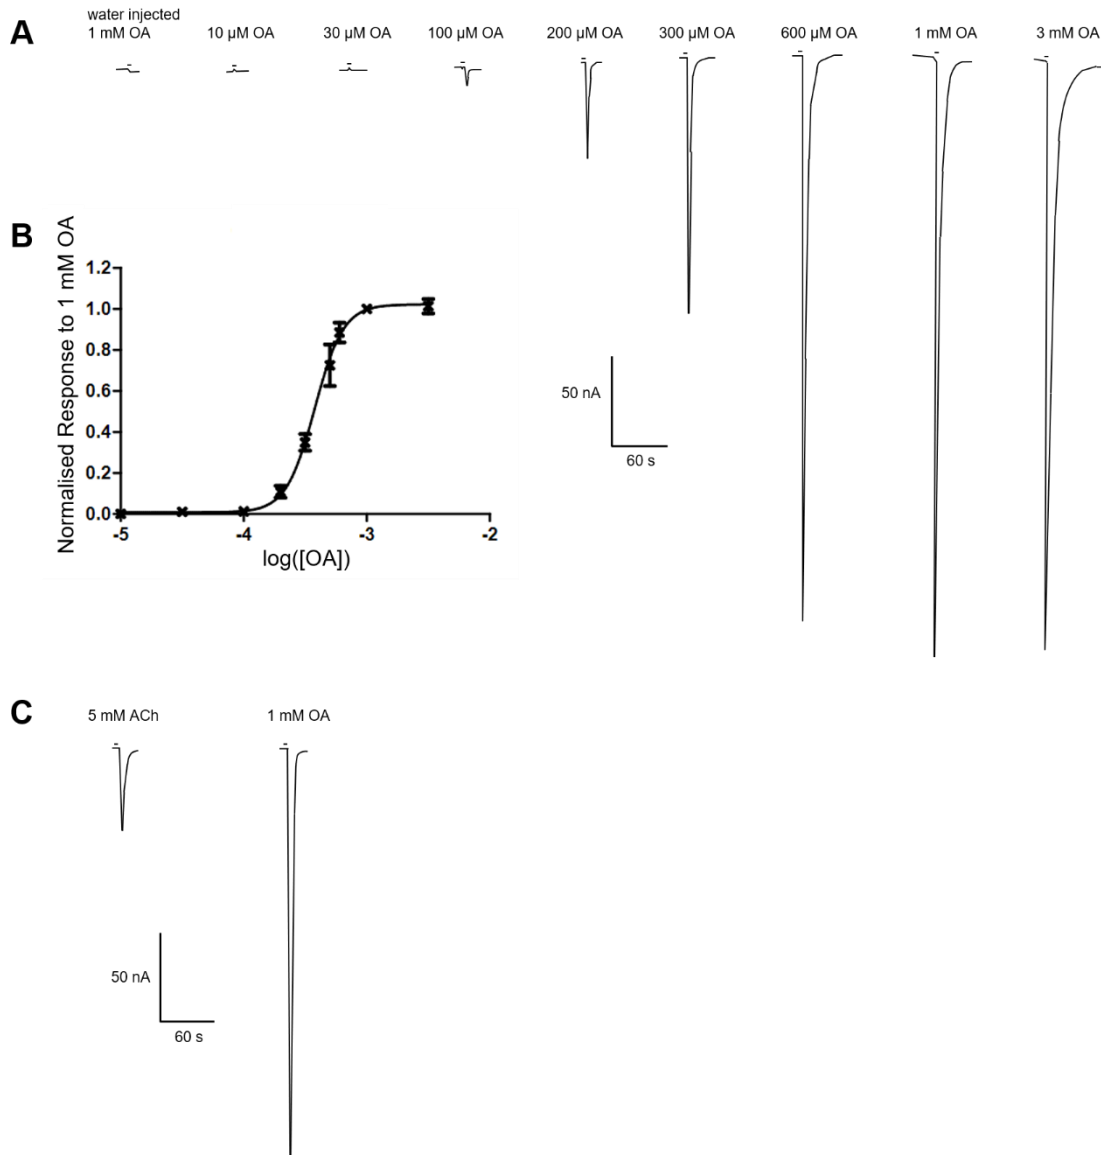 A
water injected
1 mM OA
10 µM OA
30 µM OA
100 µM OA
200 µM OA
300 µM OA
600 µM OA
1 mM OA
3 mM OA
50 nA
60 s
B
Normalised Response to 1 mM OA
1.2
1.0
0.8
0.6
0.4
0.2
0.0
-5
-4
-3
-2
log([OA])
C
5 mM ACh
1 mM OA
50 nA
60 s